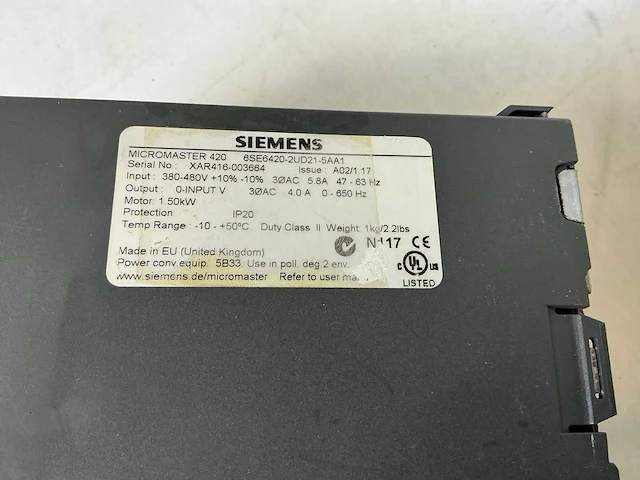 SIEMENS
MICROMASTER 420 6SE6420-2UD21-5AA1
Serial No : XAR416-003664 Issue : A02/1.17
Input : 380-480V +10% -10% 3ØAC 5.8A 47 - 63 Hz
Output : 0-INPUT V 3ØAC 4.0 A 0 - 650 Hz
Motor: 1.50kW
Protection IP20
Temp Range : -10 - +50ºC Duty Class II Weight: 1kg/2.2lbs
Made in EU (United Kingdom) CE
Power conv.equip. 5B33 Use in poll. deg 2 env. c UL us
www.siemens.de/micromaster Refer to user LISTED